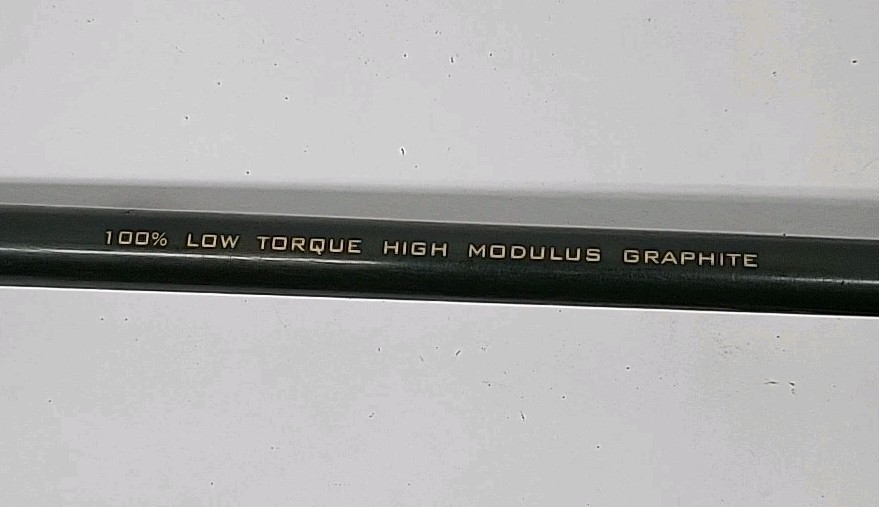 100% LOW TORQUE HIGH MODULUS GRAPHITE